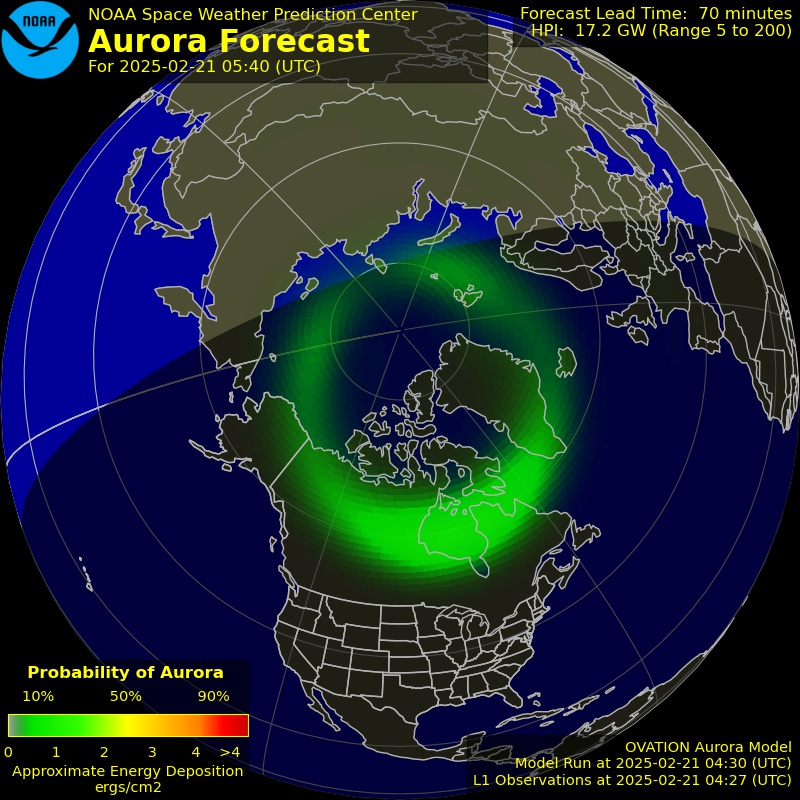 NOAA
NOAA Space Weather Prediction Center
Aurora Forecast
For 2025-02-21 05:40 (UTC)
Forecast Lead Time: 70 minutes
HPI: 17.2 GW (Range 5 to 200)
Probability of Aurora
10% 50% 90%
0 1 2 3 4 >4
Approximate Energy Deposition
ergs/cm2
OVATION Aurora Model
Model Run at 2025-02-21 04:30 (UTC)
L1 Observations at 2025-02-21 04:27 (UTC)